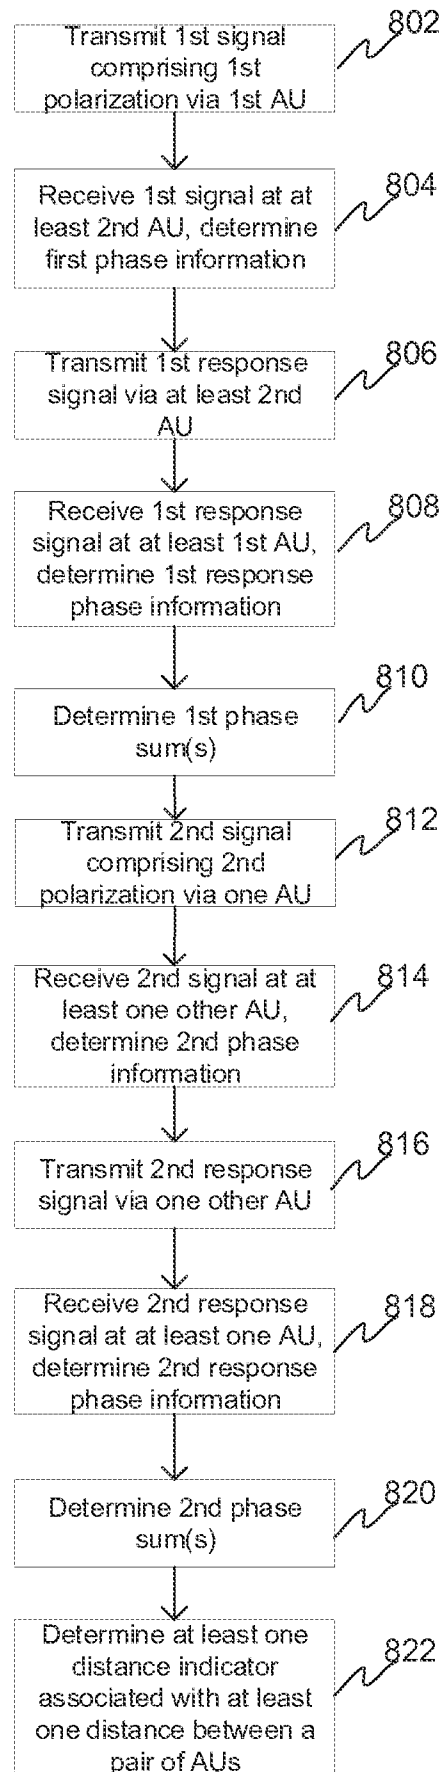 802
Transmit 1st signal
comprising 1st
polarization via 1st AU
804
Receive 1st signal at at
least 2nd AU, determine
first phase information
806
Transmit 1st response
signal via at least 2nd
AU
808
Receive 1st response
signal at at least 1st AU,
determine 1st response
phase information
810
Determine 1st phase
sum(s)
812
Transmit 2nd signal
comprising 2nd
polarization via one AU
814
Receive 2nd signal at at
least one other AU,
determine 2nd phase
information
816
Transmit 2nd response
signal via one other AU
818
Receive 2nd response
signal at at least one AU,
determine 2nd response
phase information
820
Determine 2nd phase
sum(s)
822
Determine at least one
distance indicator
associated with at least
one distance between a
pair of AUs